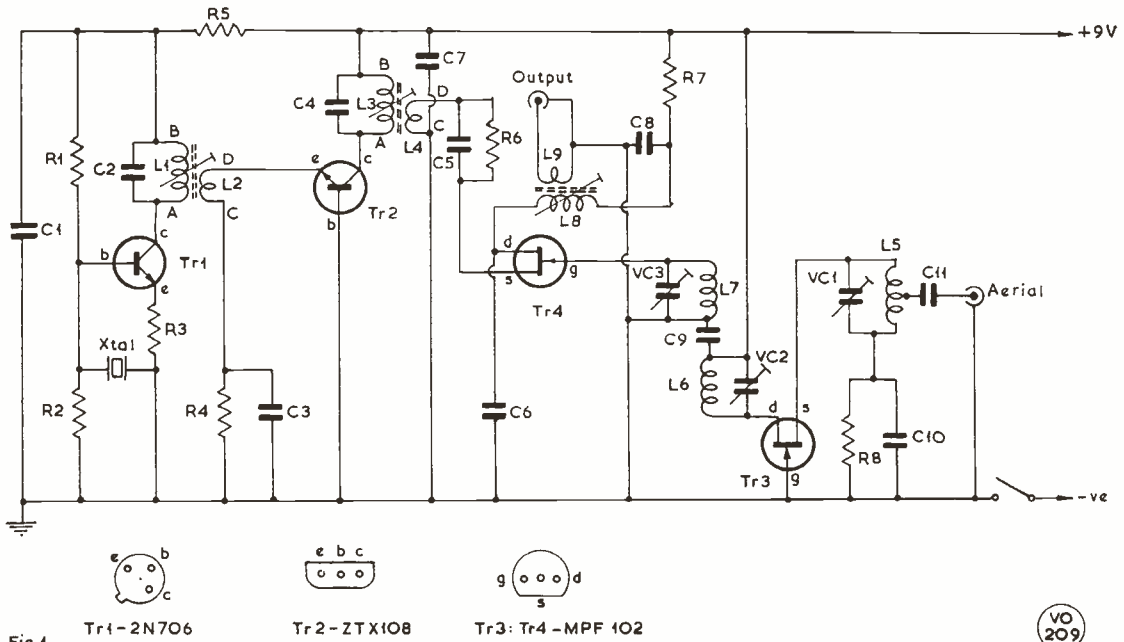 R5
+9V
C7
B
D
Output
R7
C4
L3
C8
R6
B
A
C
L4
C5
R1
C2
L1
D
c
L9
e
L2
A
C
L8
Tr2
C1
c
b
L5
b
Tr1
d
VC3
VC1
C11
g
L7
Aerial
s
e
Tr4
R3
C9
Xtal
VC2
L6
R2
R4
C3
C6
d
s
R8
C10
Tr3
g
-ve
e b
c
e b c
g d
s
Tr1-2N706
Tr2-ZTX108
Tr3: Tr4-MPF 102
VO
209